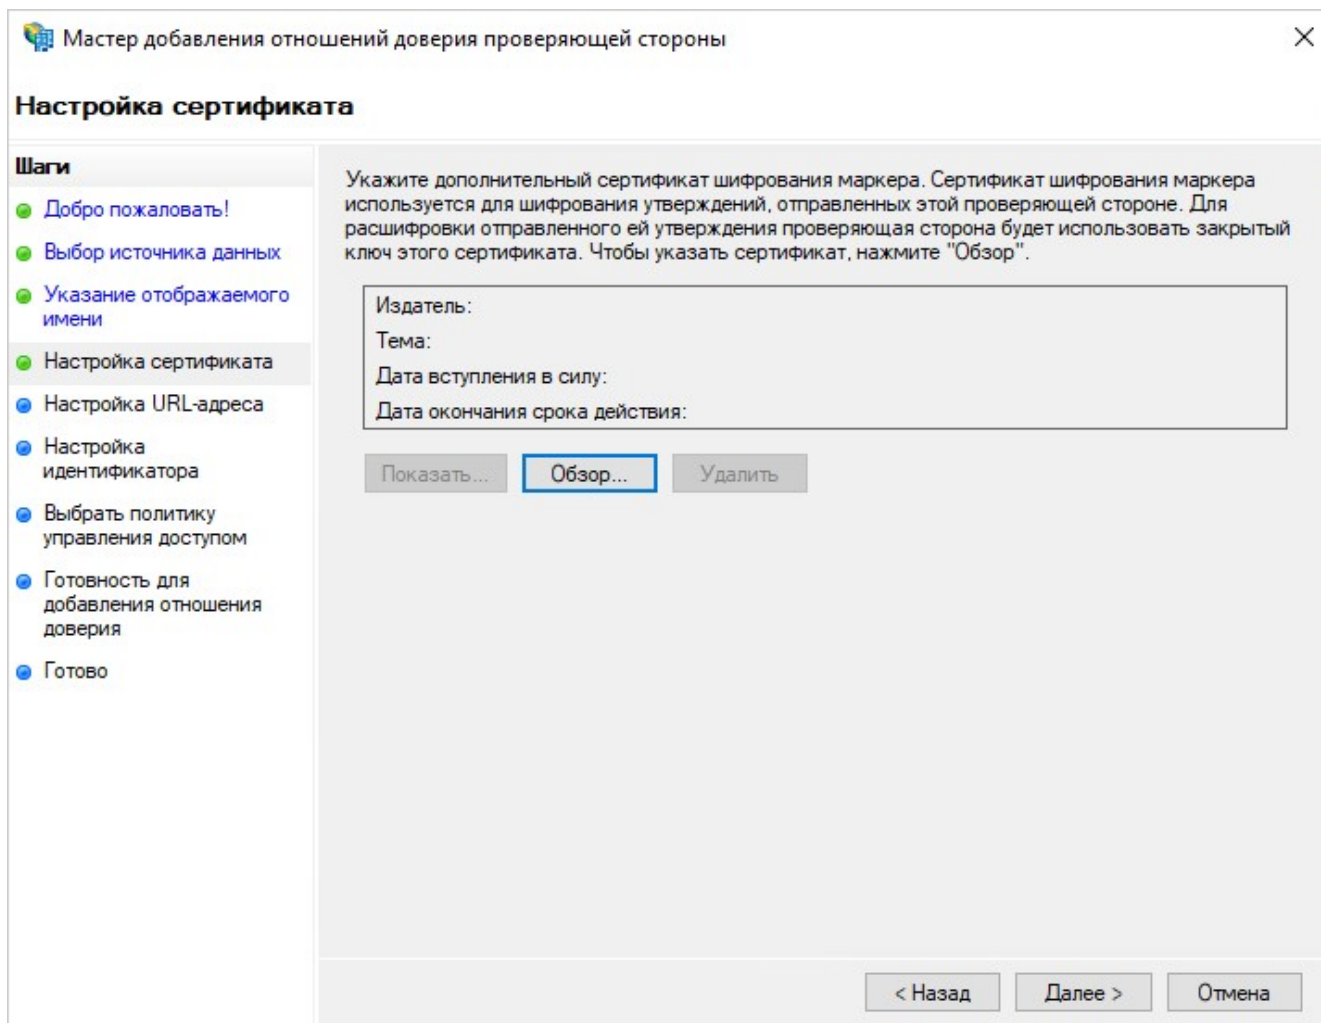 Мастер добавления отношений доверия проверяющей стороны
Настройка сертификата
Шаги
Добро пожаловать!
Выбор источника данных
Указание отображаемого
имени
Настройка сертификата
Настройка URL-адреса
Настройка
идентификатора
Выбрать политику
управления доступом
Готовность для
добавления отношения
доверия
Готово
Укажите дополнительный сертификат шифрования маркера. Сертификат шифрования маркера
используется для шифрования утверждений, отправленных этой проверяющей стороне. Для
расшифровки отправленного ей утверждения проверяющая сторона будет использовать закрытый
ключ этого сертификата. Чтобы указать сертификат, нажмите "Обзор".
Издатель:
Тема:
Дата вступления в силу:
Дата окончания срока действия:
Показать... Обзор... Удалить
< Назад Далее > Отмена